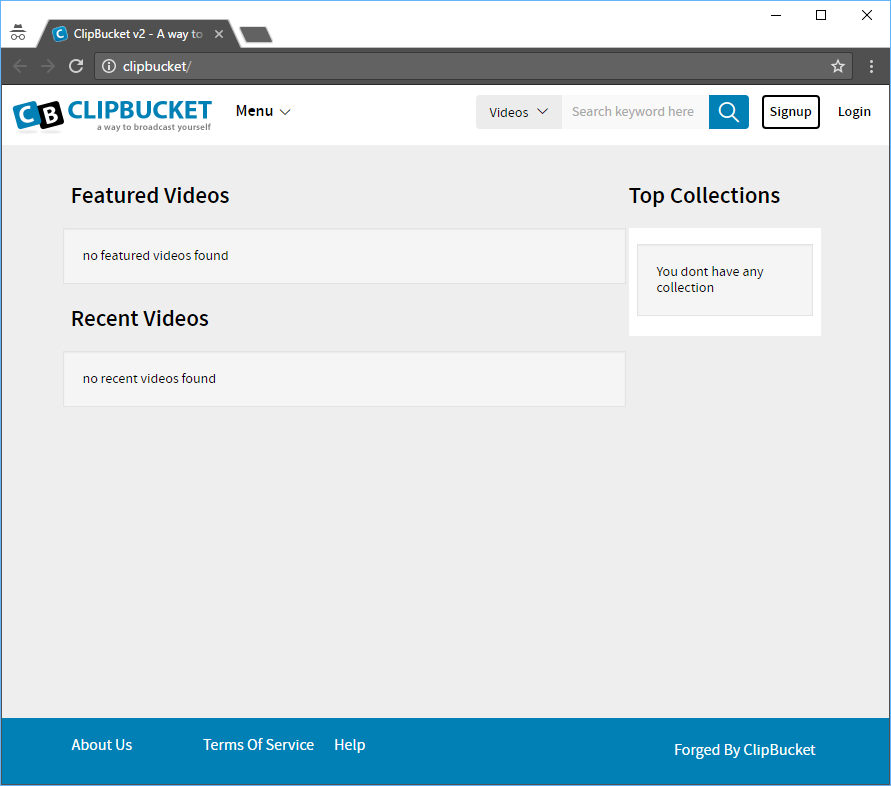 ClipBucket v2 - A way to
clipbucket/
CB CLIPBUCKET
a way to broadcast yourself
Menu
Videos
Search keyword here
Signup
Login
Featured Videos
no featured videos found
Recent Videos
no recent videos found
Top Collections
You dont have any
collection
About Us
Terms Of Service
Help
Forged By ClipBucket